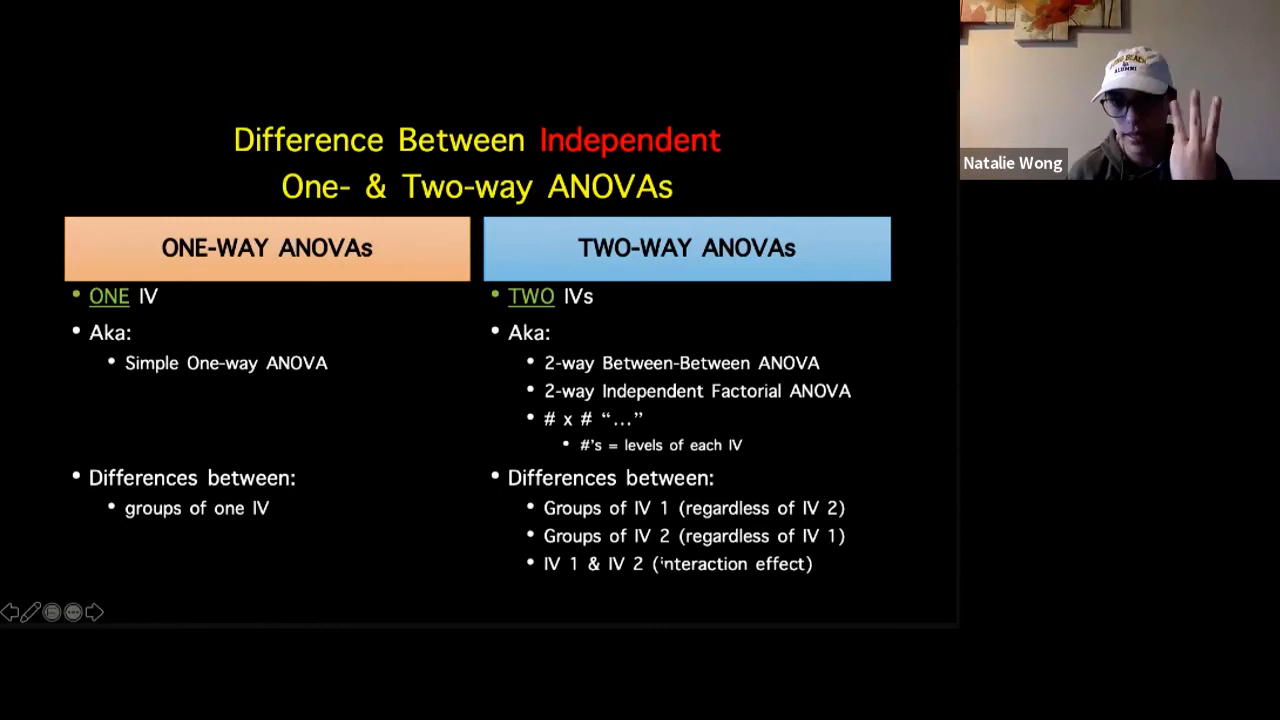 Difference Between Independent
One- & Two-way ANOVAs
ONE-WAY ANOVAs
• ONE IV
• Aka:
• Simple One-way ANOVA
• Differences between:
• groups of one IV
TWO-WAY ANOVAs
• TWO IVs
• Aka:
• 2-way Between-Between ANOVA
• 2-way Independent Factorial ANOVA
• # x # “…”
• #'s = levels of each IV
• Differences between:
• Groups of IV 1 (regardless of IV 2)
• Groups of IV 2 (regardless of IV 1)
• IV 1 & IV 2 (interaction effect)
BEACH
ALUMNI
Natalie Wong